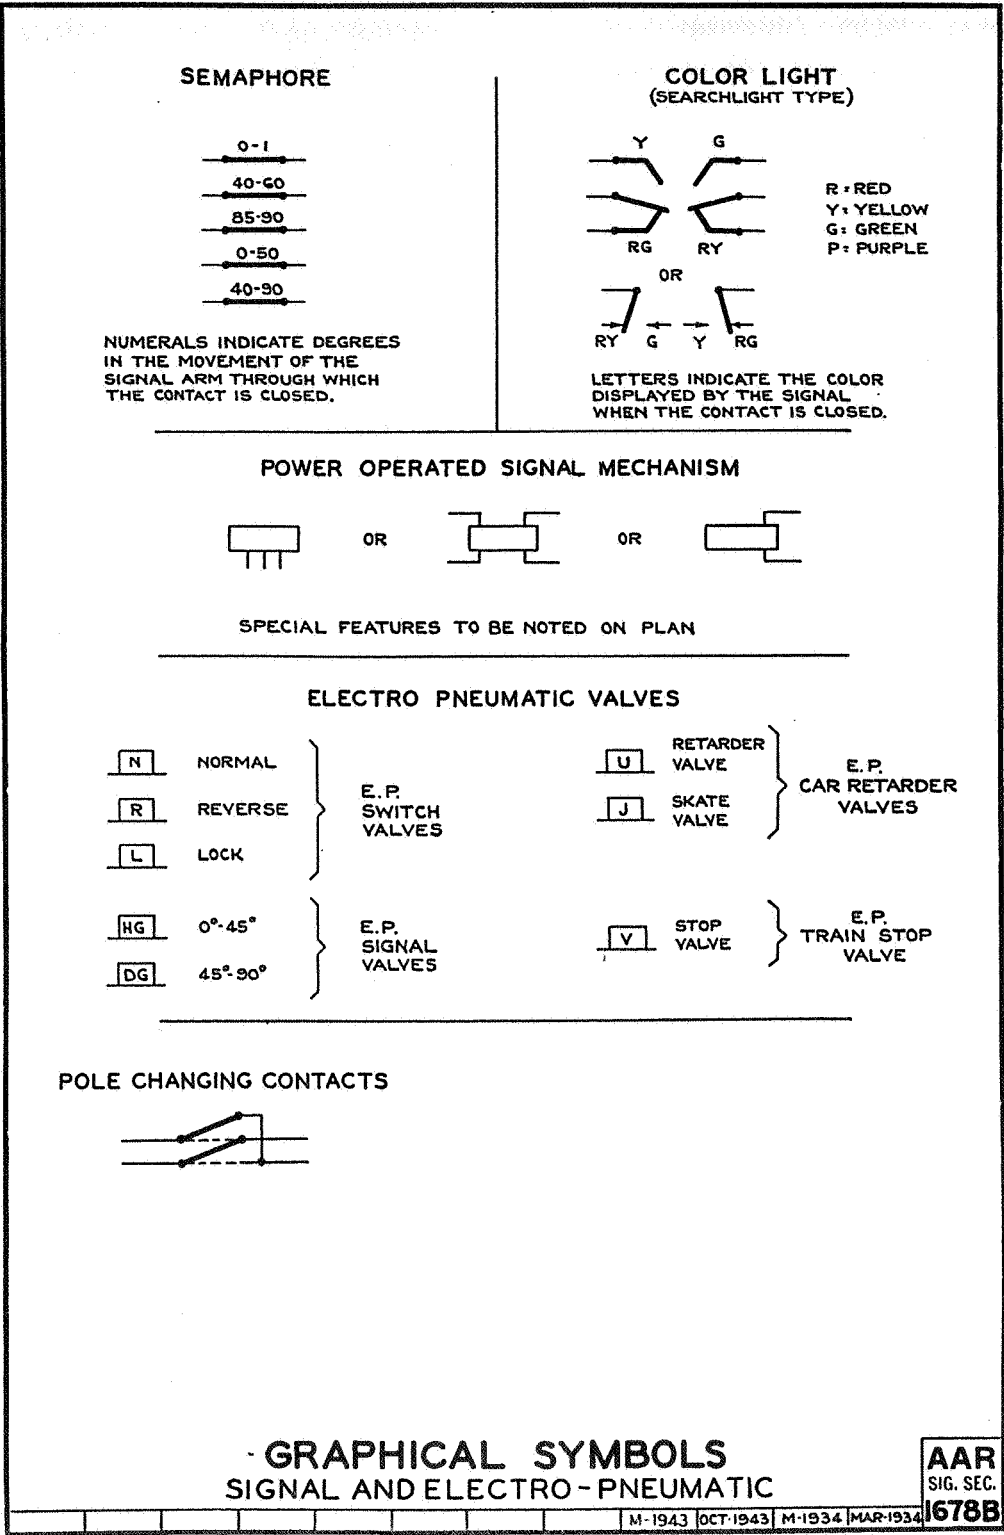 SEMAPHORE
0-1
40-60
85-90
0-50
40-90
NUMERALS INDICATE DEGREES
IN THE MOVEMENT OF THE
SIGNAL ARM THROUGH WHICH
THE CONTACT IS CLOSED.
COLOR LIGHT
(SEARCHLIGHT TYPE)
Y G
RG RY
OR
RY G Y RG
R = RED
Y = YELLOW
G = GREEN
P = PURPLE
LETTERS INDICATE THE COLOR
DISPLAYED BY THE SIGNAL
WHEN THE CONTACT IS CLOSED.
POWER OPERATED SIGNAL MECHANISM
OR OR
SPECIAL FEATURES TO BE NOTED ON PLAN
ELECTRO PNEUMATIC VALVES
N NORMAL
R REVERSE
L LOCK
E.P.
SWITCH
VALVES
HG 0°-45°
DG 45°-90°
E.P.
SIGNAL
VALVES
U RETARDER
VALVE
J SKATE
VALVE
E.P.
CAR RETARDER
VALVES
V STOP
VALVE
E.P.
TRAIN STOP
VALVE
POLE CHANGING CONTACTS
GRAPHICAL SYMBOLS
SIGNAL AND ELECTRO-PNEUMATIC
AAR
SIG. SEC.
1678B
M-1943 OCT-1943 M-1934 MAR-1934